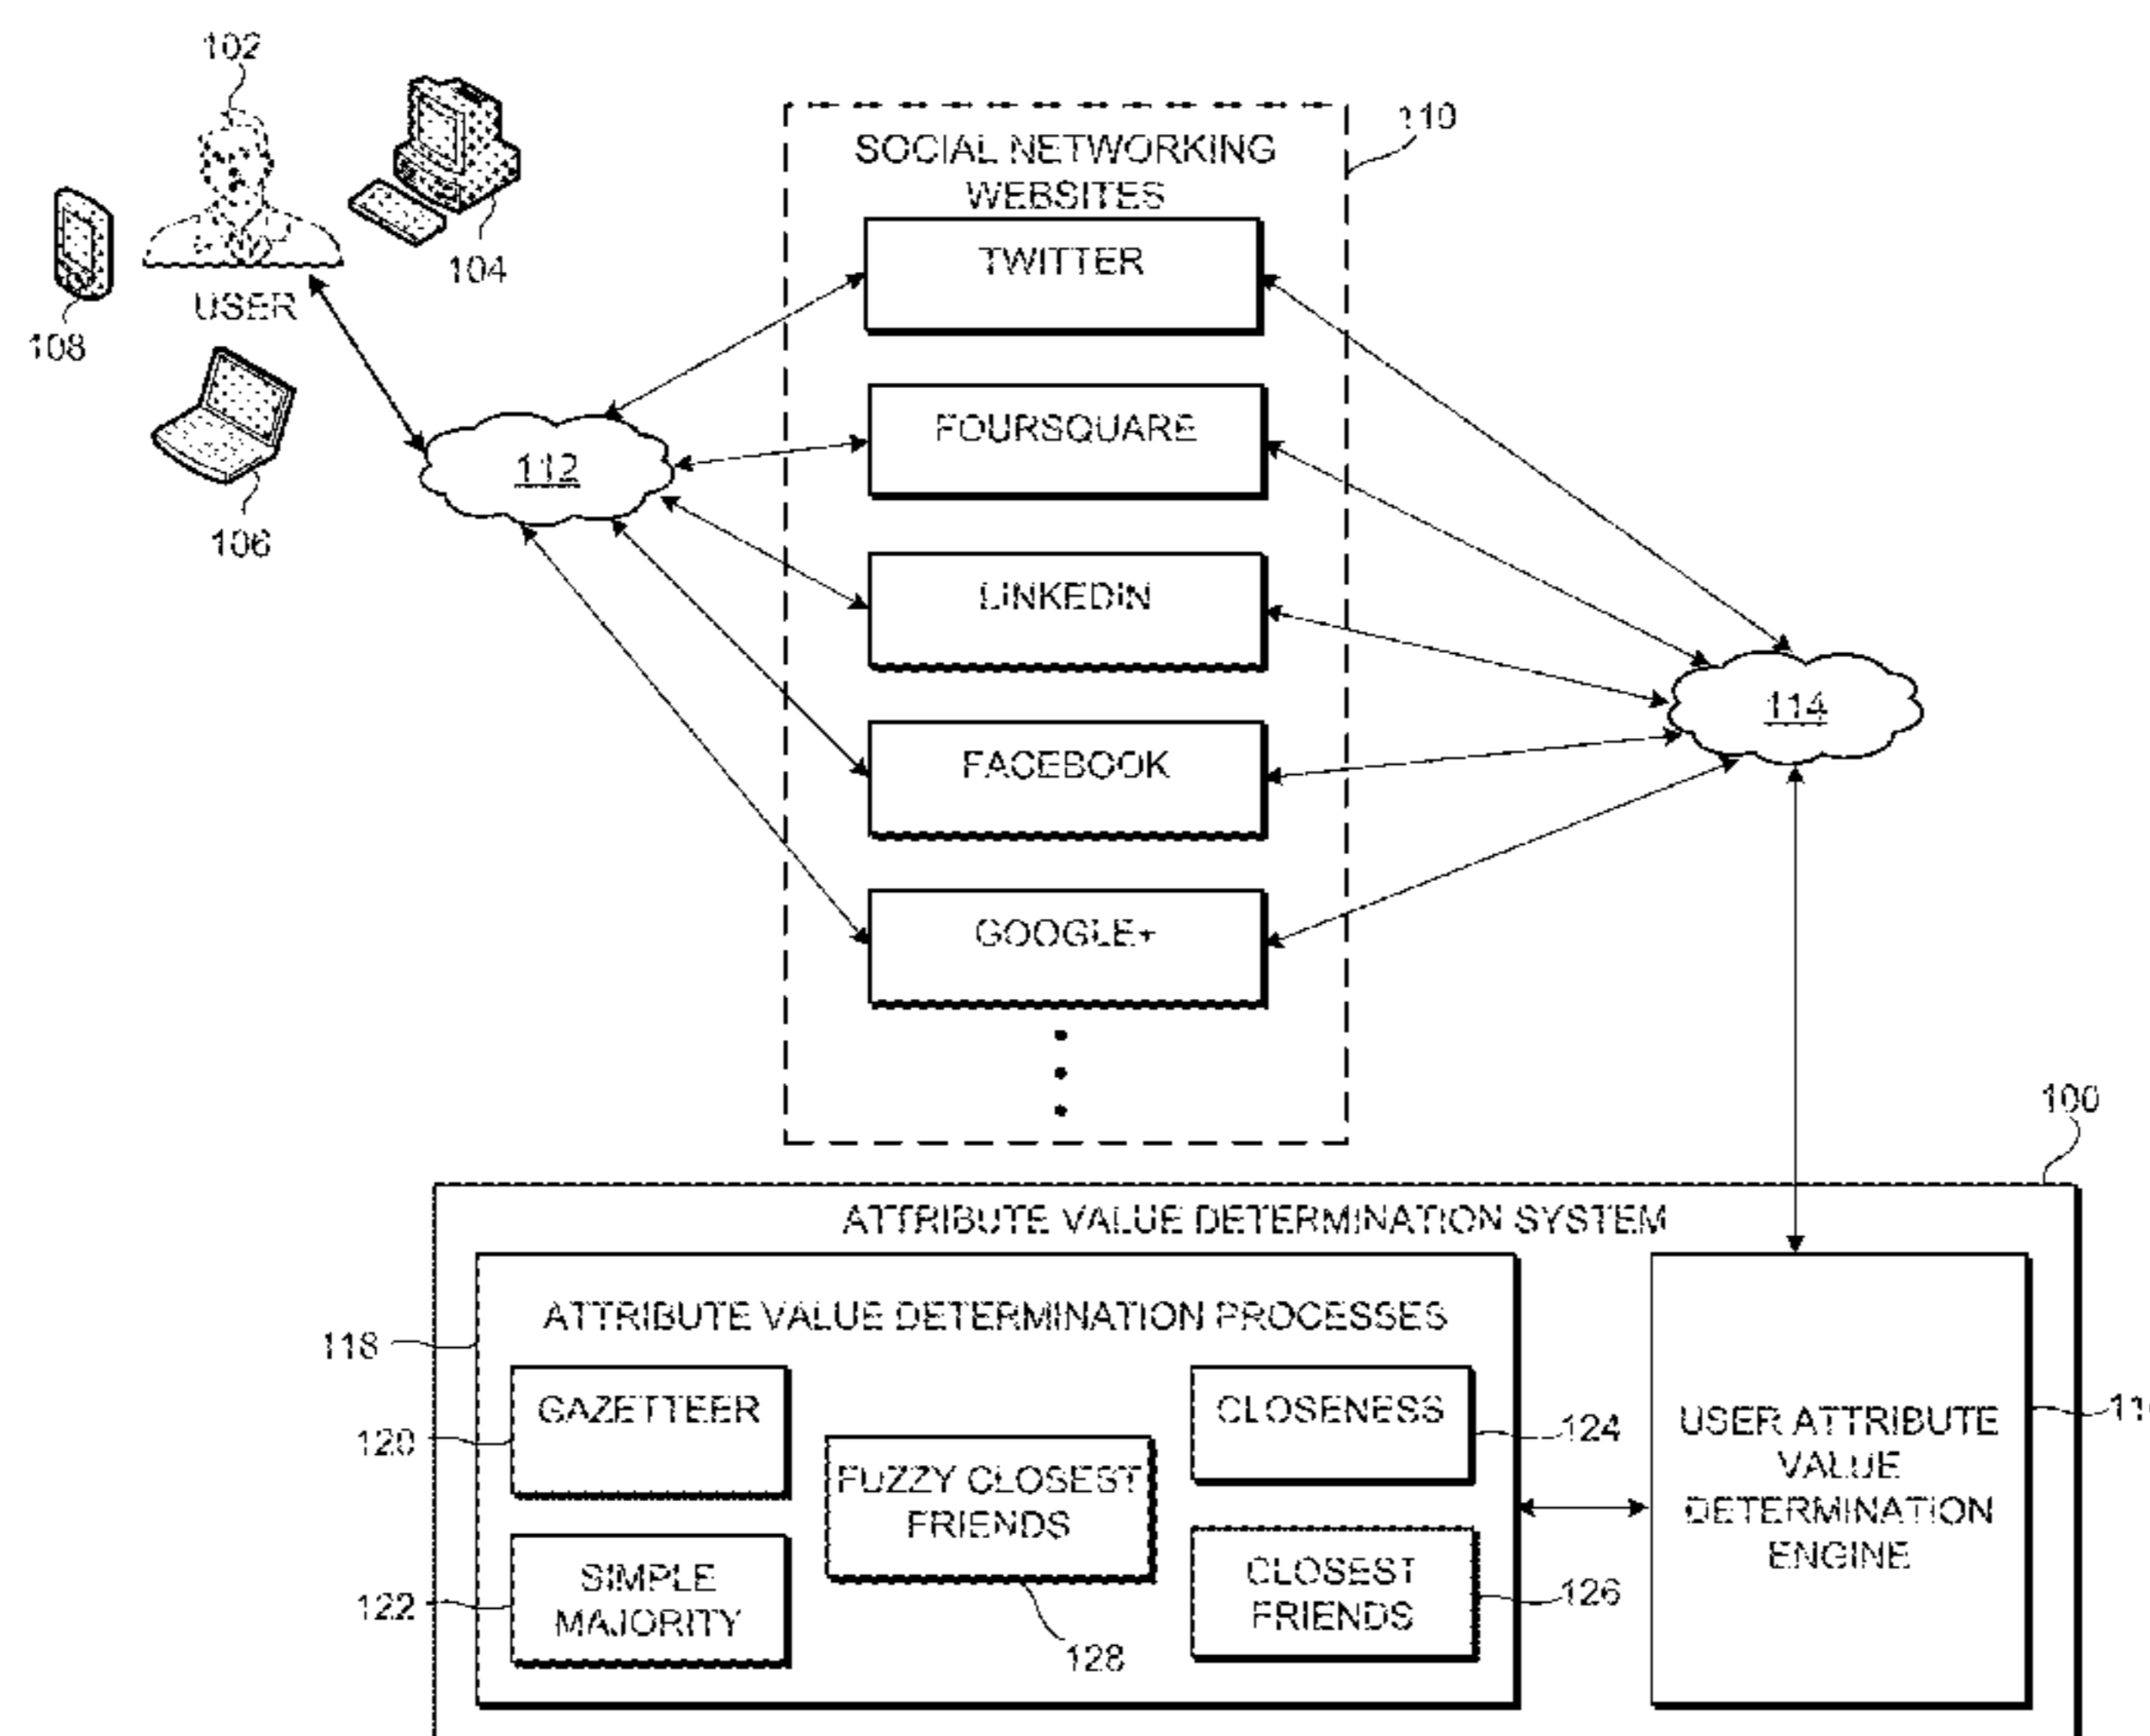 102
110
SOCIAL NETWORKING
WEBSITES
TWITTER
104
USER
108
FOURSQUARE
112
106
LINKEDIN
114
FACEBOOK
GOOGLE+
100
ATTRIBUTE VALUE DETERMINATION SYSTEM
ATTRIBUTE VALUE DETERMINATION PROCESSES
118
GAZETTEER
120
CLOSENESS
124
FUZZY CLOSEST
FRIENDS
128
SIMPLE
MAJORITY
122
CLOSEST
FRIENDS
126
USER ATTRIBUTE
VALUE
DETERMINATION
ENGINE